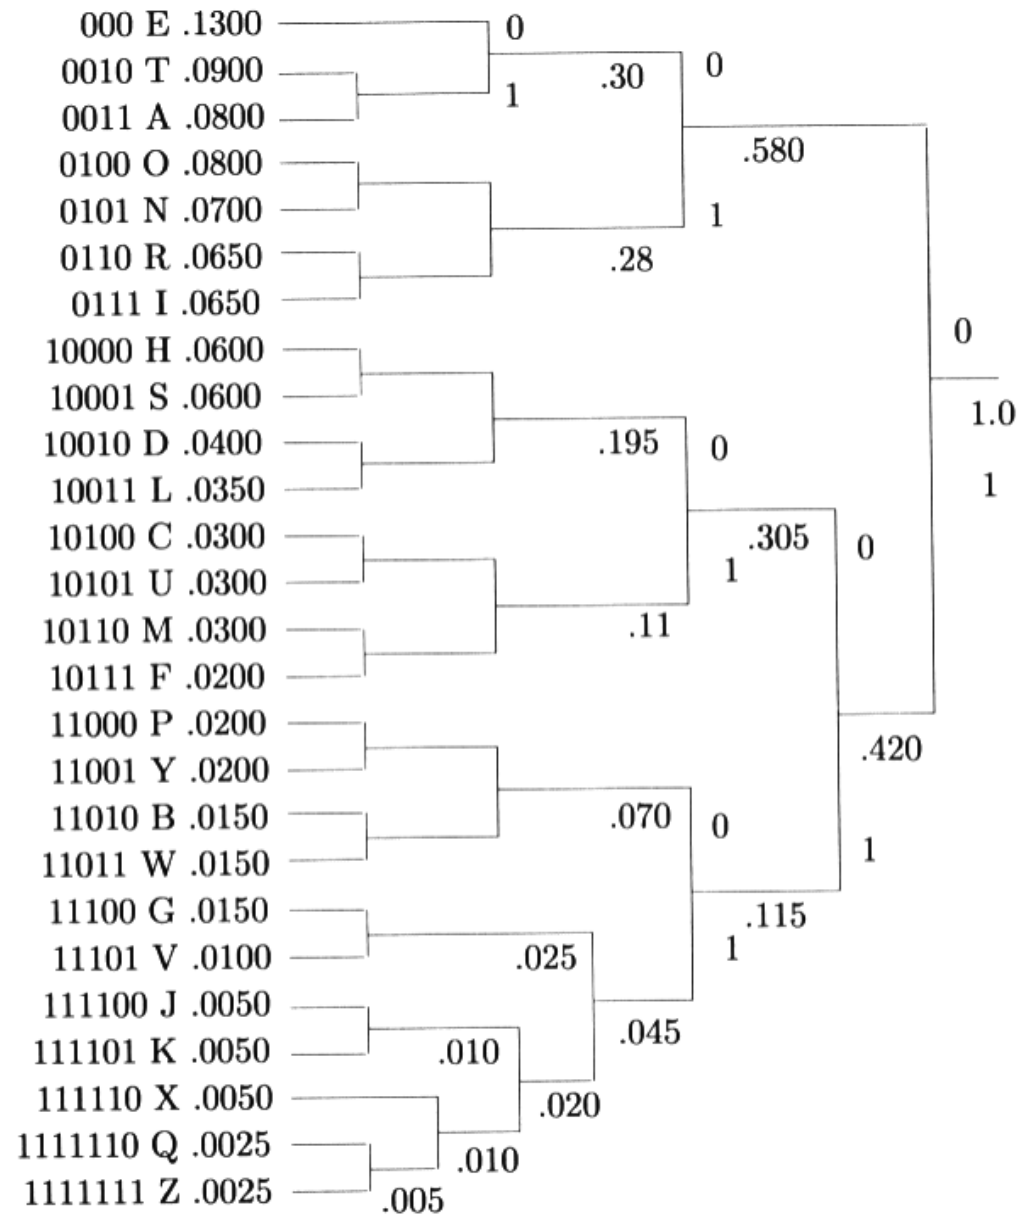 000 E .1300
0010 T .0900
0011 A .0800
0100 O .0800
0101 N .0700
0110 R .0650
0111 I .0650
10000 H .0600
10001 S .0600
10010 D .0400
10011 L .0350
10100 C .0300
10101 U .0300
10110 M .0300
10111 F .0200
11000 P .0200
11001 Y .0200
11010 B .0150
11011 W .0150
11100 G .0150
11101 V .0100
111100 J .0050
111101 K .0050
111110 X .0050
1111110 Q .0025
1111111 Z .0025
0
1
.30
0
.580
1
.28
0
1.0
1
.195
0
.305
0
1
.11
.420
.070
0
1
.115
1
.025
.045
.010
.020
.010
.005